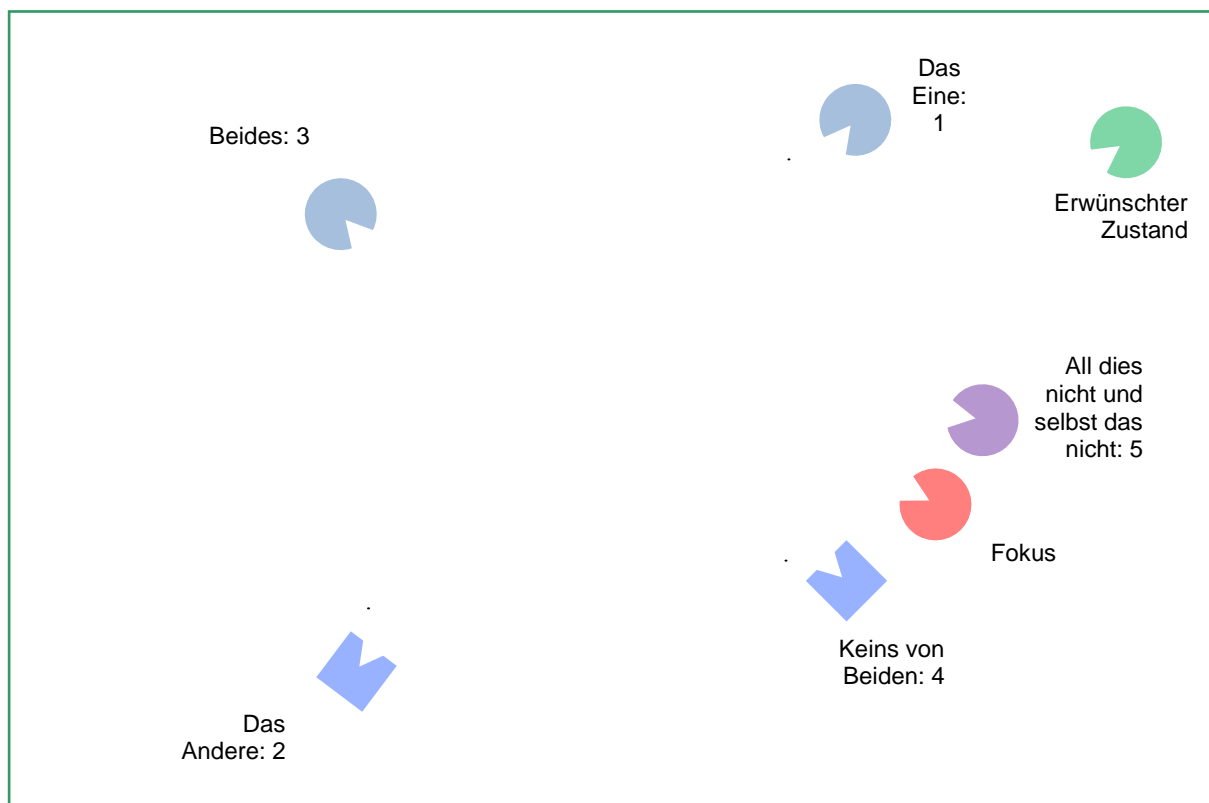 Das
Eine:
1
Beides: 3
Erwünschter
Zustand
All dies
nicht und
selbst das
nicht: 5
Fokus
Keins von
Beiden: 4
Das
Andere: 2